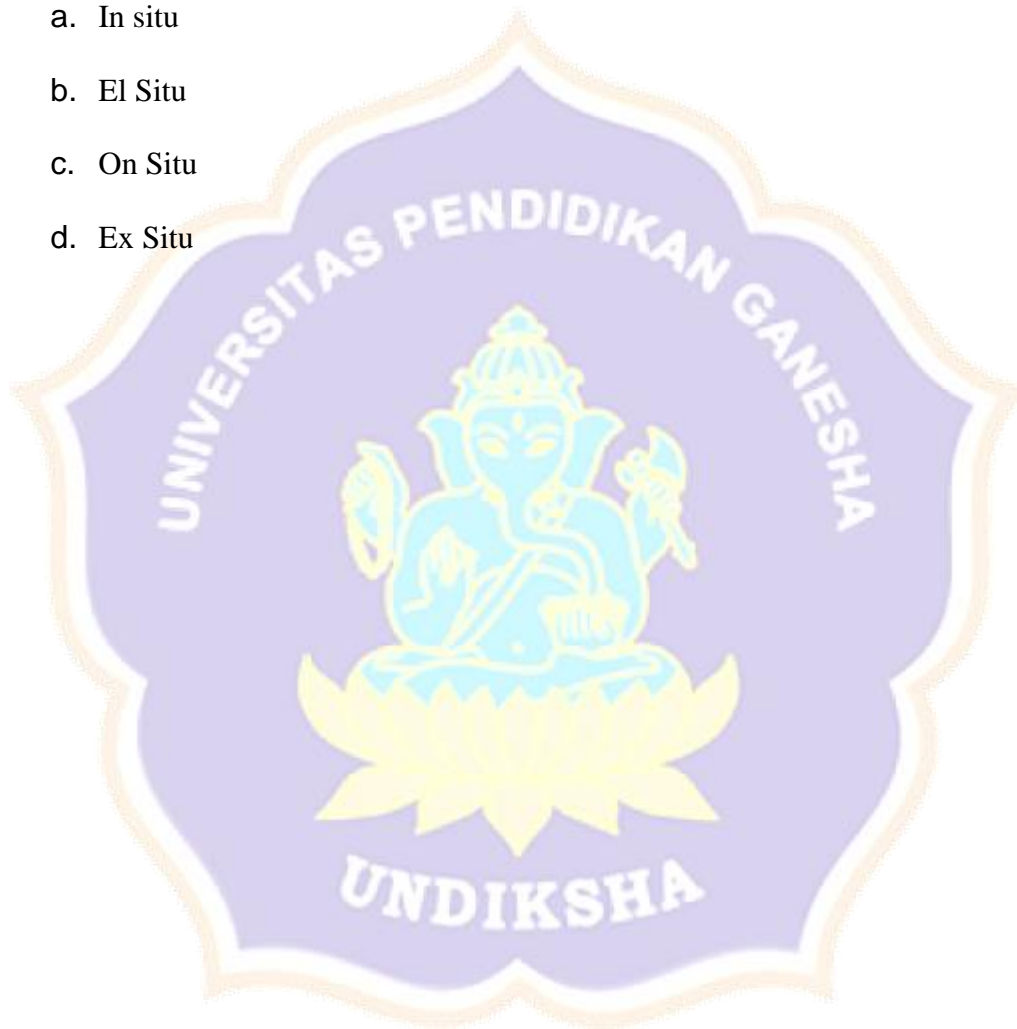 a. In situ
b. El Situ
c. On Situ
d. Ex Situ
UNIVERSITAS PENDIDIKAN GANESHA
UNDIKSHA